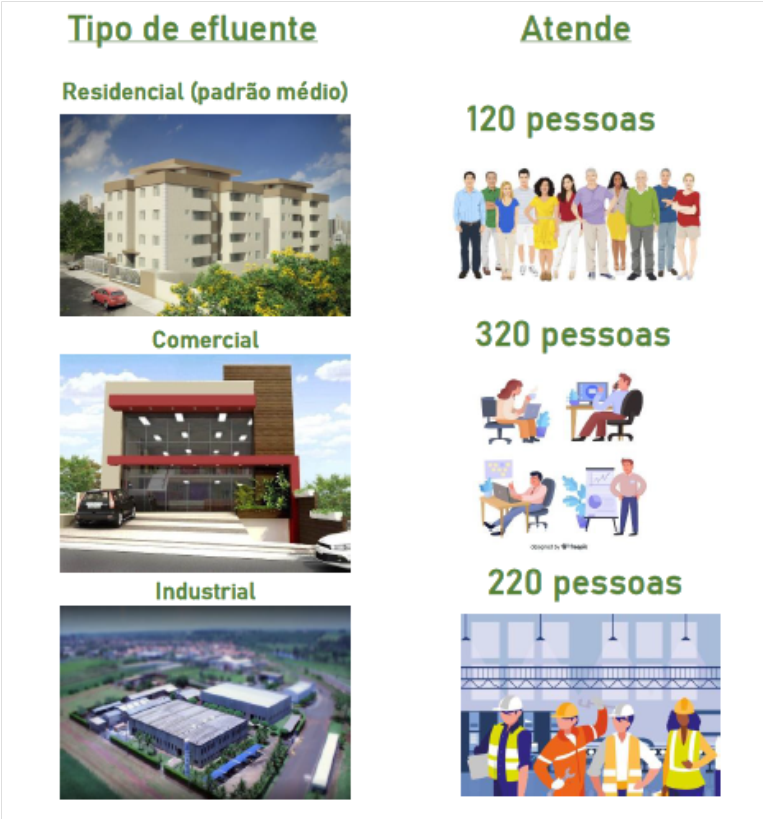 Tipo de efluente
Atende
Residencial (padrão médio)
120 pessoas
Comercial
320 pessoas
designed by freepik
Industrial
220 pessoas